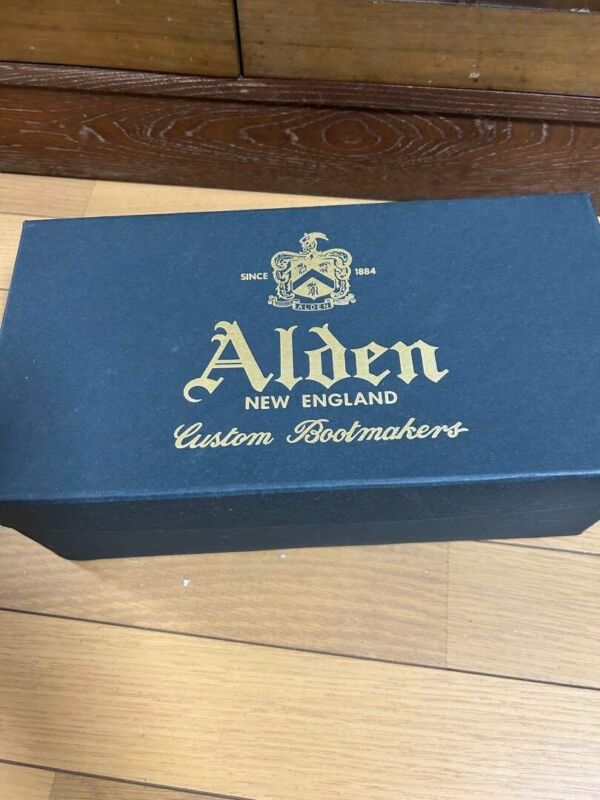 SINCE 1884
ALDEN
Alden
NEW ENGLAND
Custom Bootmakers